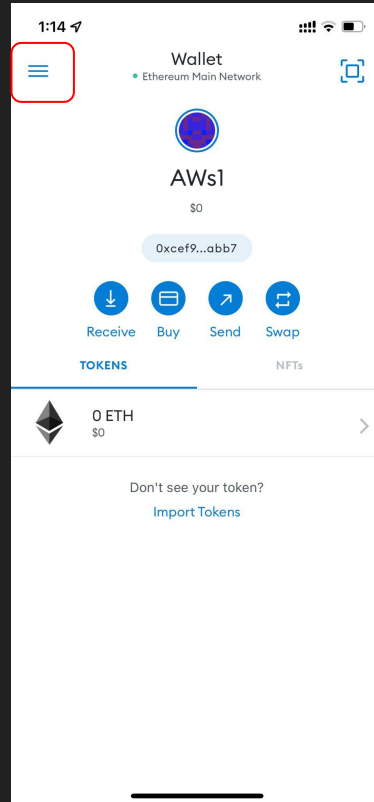 1:14
Wallet
Ethereum Main Network
AWs1
$0
0xcef9...abb7
Receive Buy Send Swap
TOKENS NFTs
0 ETH
$0
Don't see your token?
Import Tokens